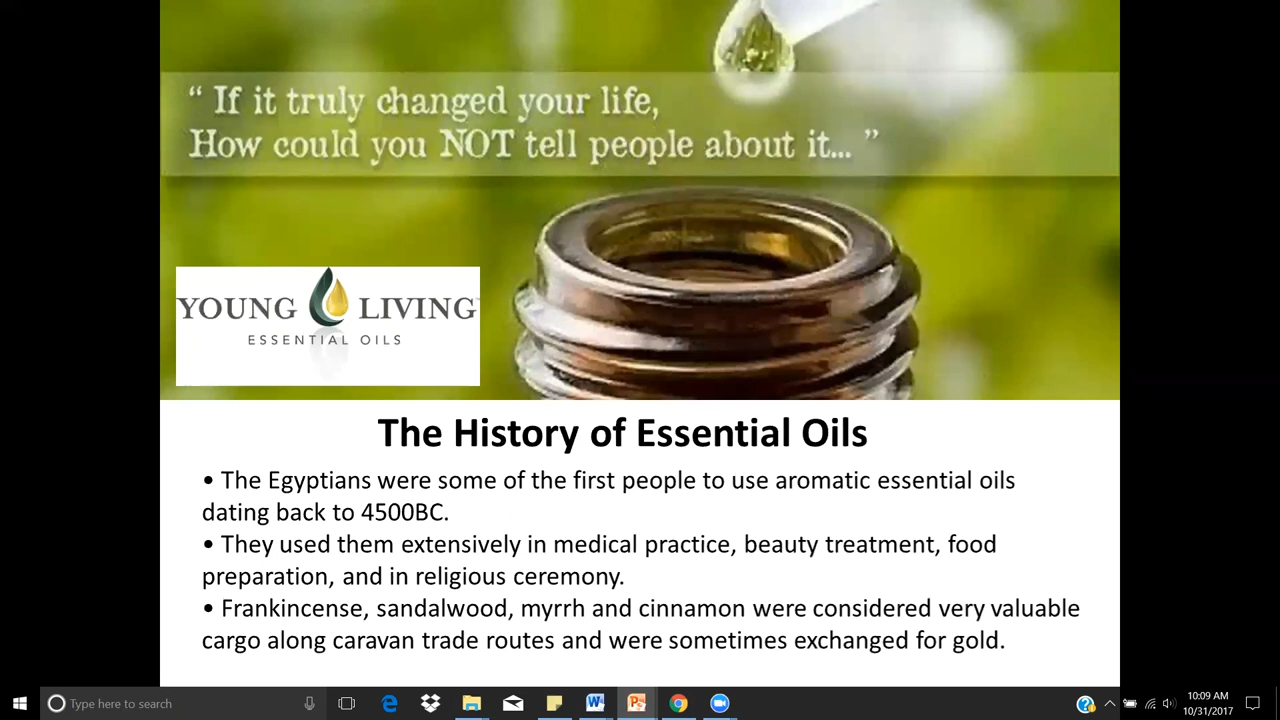 “ If it truly changed your life,
How could you NOT tell people about it... ”
YOUNG LIVING
ESSENTIAL OILS
The History of Essential Oils
• The Egyptians were some of the first people to use aromatic essential oils
dating back to 4500BC.
• They used them extensively in medical practice, beauty treatment, food
preparation, and in religious ceremony.
• Frankincense, sandalwood, myrrh and cinnamon were considered very valuable
cargo along caravan trade routes and were sometimes exchanged for gold.
Type here to search
10:09 AM
10/31/2017